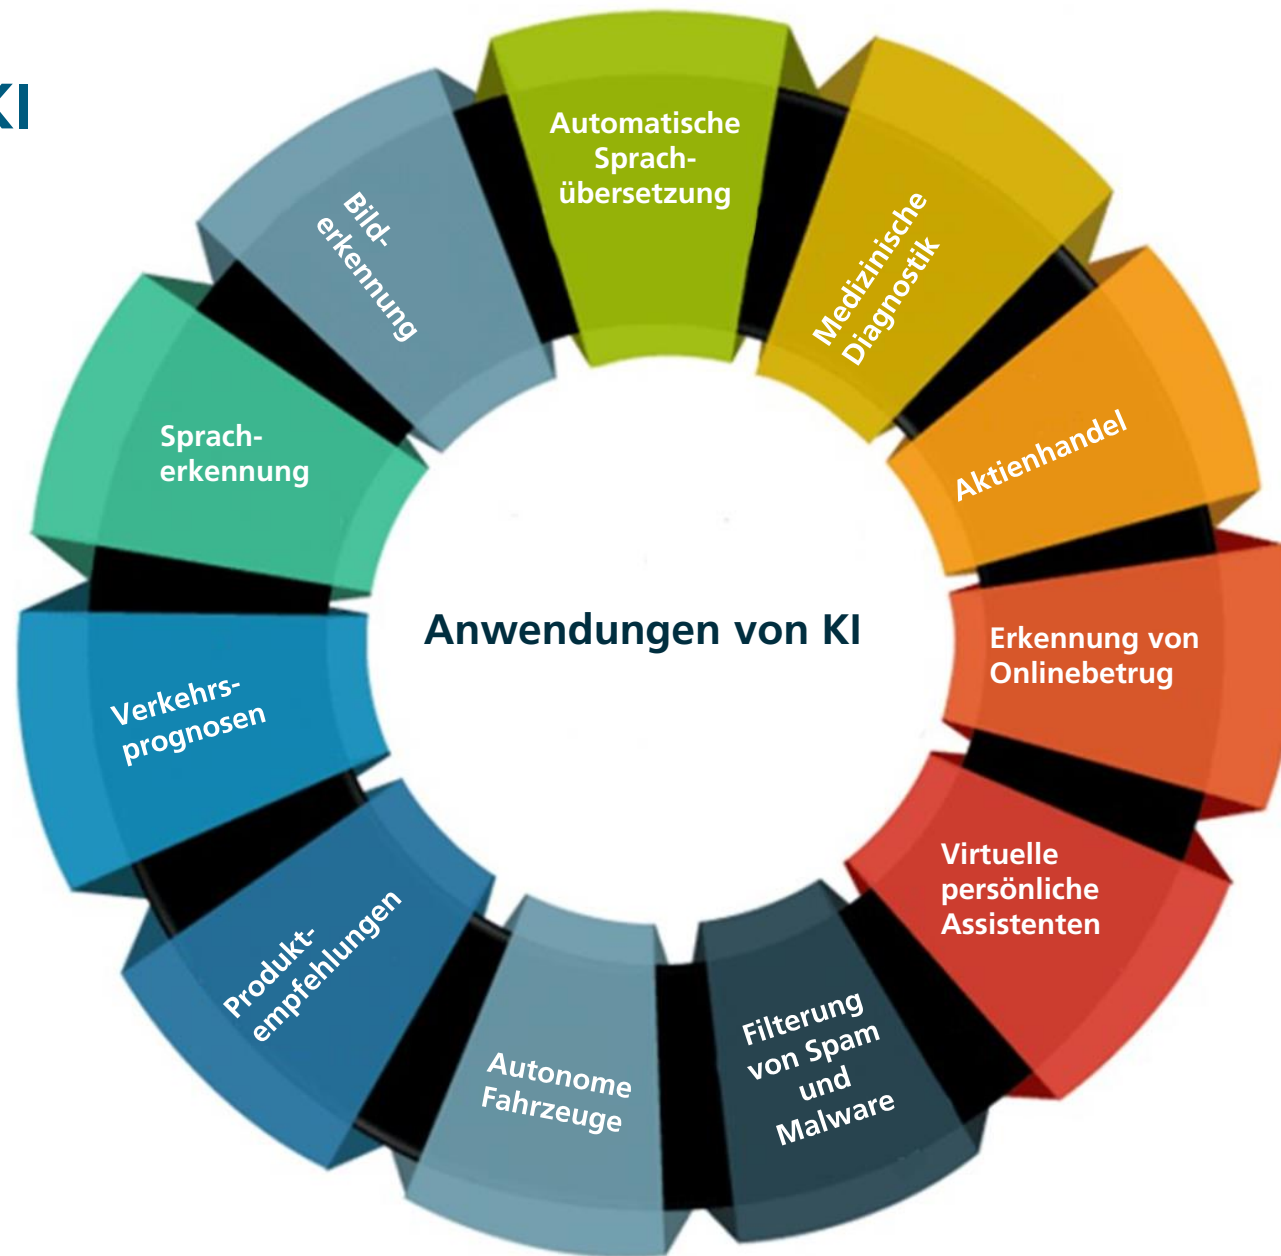 KI
Automatische
Sprach-
übersetzung
Medizinische
Diagnostik
Aktienhandel
Erkennung von
Onlinebetrug
Virtuelle
persönliche
Assistenten
Filterung
von Spam
und
Malware
Autonome
Fahrzeuge
Produkt-
empfehlungen
Verkehrs-
prognosen
Sprach-
erkennung
Bild-
erkennung
Anwendungen von KI